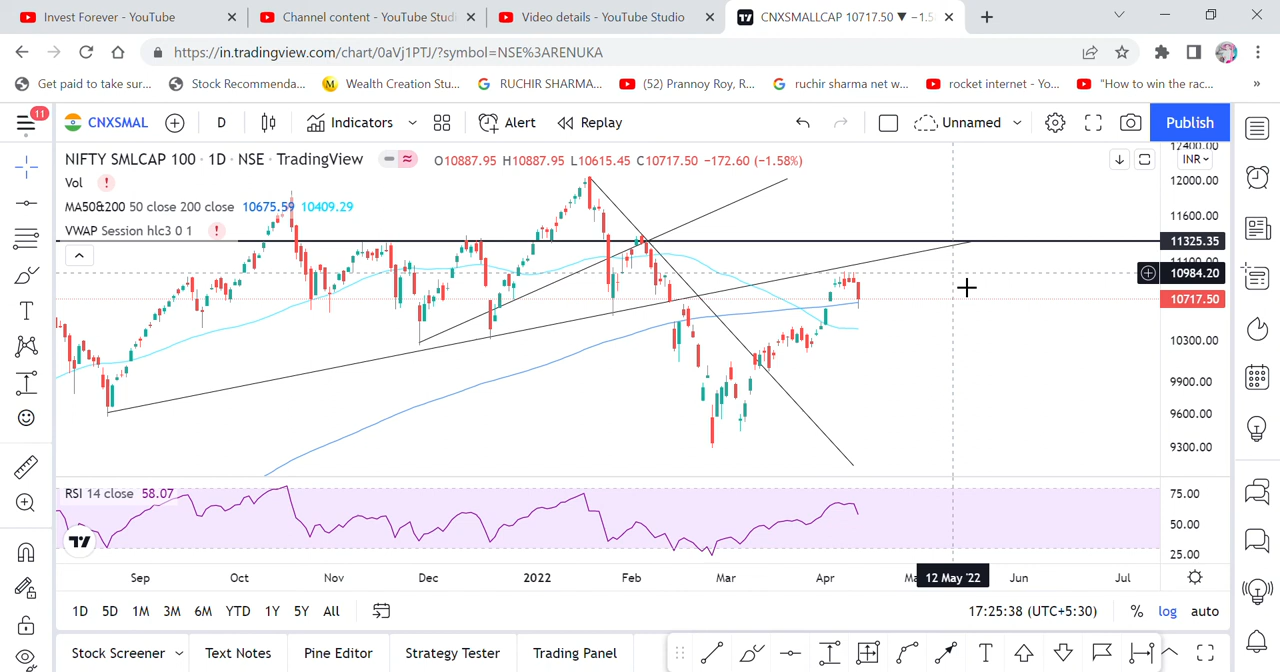 Invest Forever - YouTube
Channel content - YouTube Studi
Video details - YouTube Studio
CNXSMALLCAP 10717.50 ▼ −1.5
https://in.tradingview.com/chart/0aVj1PTJ/?symbol=NSE%3ARENUKA
Get paid to take sur...
Stock Recommenda...
Wealth Creation Stu...
RUCHIR SHARMA...
(52) Prannoy Roy, R...
ruchir sharma net w...
rocket internet - Yo...
"How to win the rac...
»
11
CNXSMAL
D
Indicators
Alert
Replay
Unnamed
Publish
NIFTY SMLCAP 100 · 1D · NSE · TradingView
O10887.95 H10887.95 L10615.45 C10717.50 −172.60 (−1.58%)
INR
Vol
MA50&200 50 close 200 close 10675.59 10409.29
VWAP Session hlc3 0 1
12400.00
12000.00
11600.00
11325.35
11100.00
10984.20
10717.50
10300.00
9900.00
9600.00
9300.00
RSI 14 close 58.07
75.00
50.00
25.00
Sep
Oct
Nov
Dec
2022
Feb
Mar
Apr
12 May '22
Jun
Jul
1D 5D 1M 3M 6M YTD 1Y 5Y All
17:25:38 (UTC+5:30)
% log auto
Stock Screener
Text Notes
Pine Editor
Strategy Tester
Trading Panel